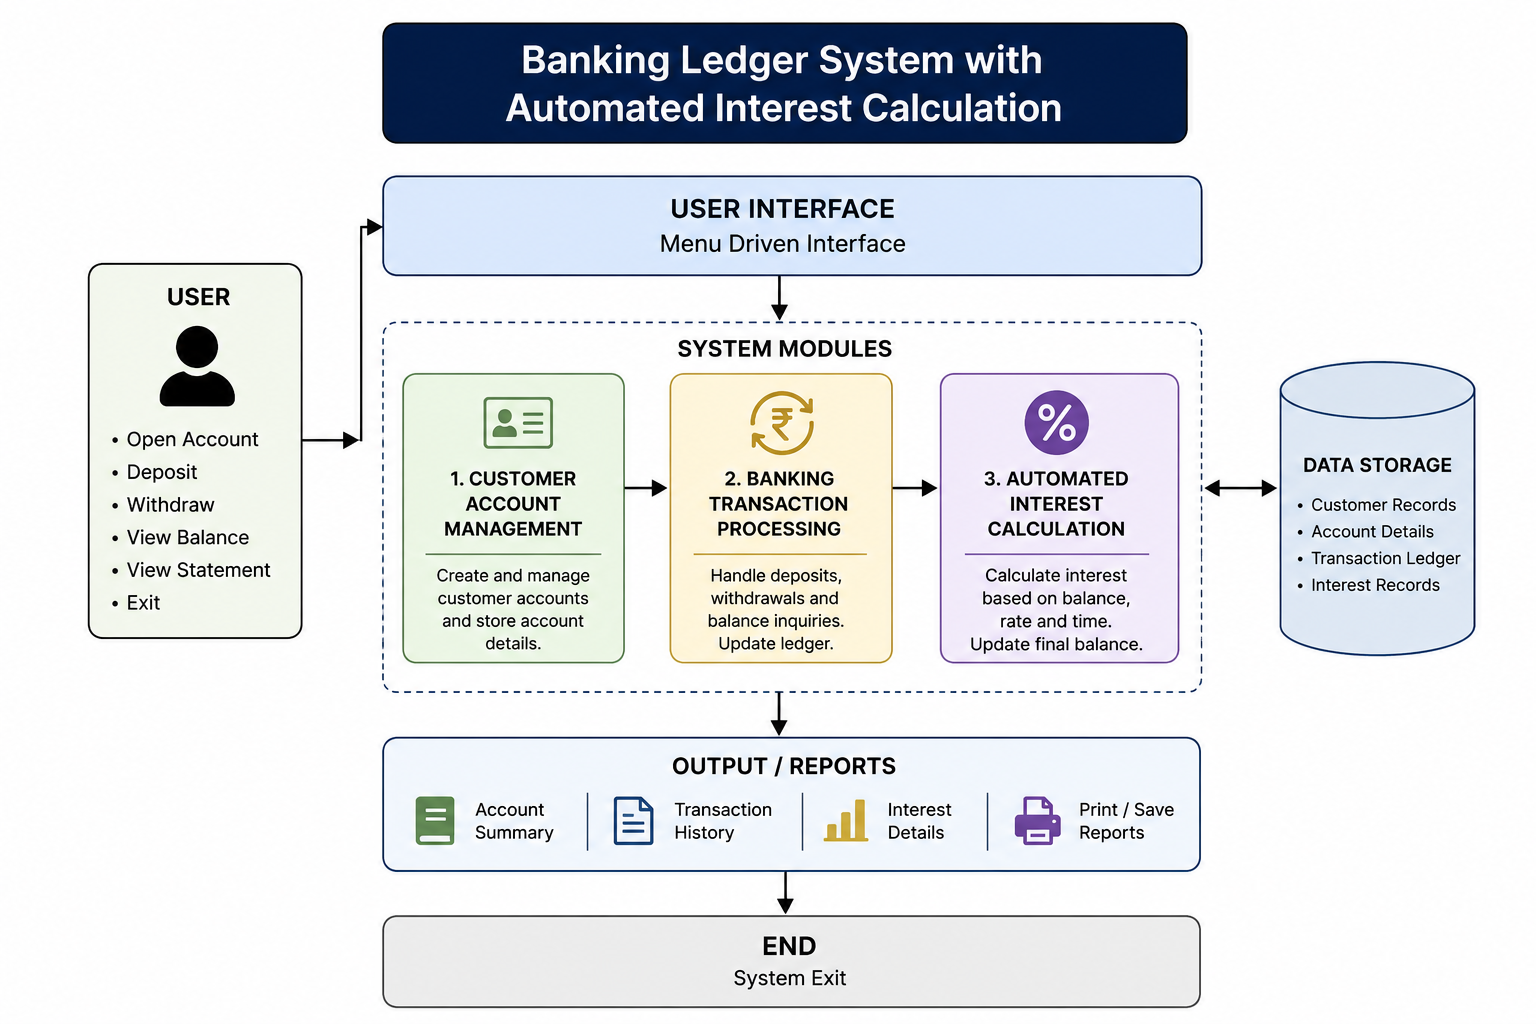 Banking Ledger System with
Automated Interest Calculation
USER INTERFACE
Menu Driven Interface
USER
• Open Account
• Deposit
• Withdraw
• View Balance
• View Statement
• Exit
SYSTEM MODULES
1. CUSTOMER
ACCOUNT
MANAGEMENT
Create and manage
customer accounts
and store account
details.
₹
2. BANKING
TRANSACTION
PROCESSING
Handle deposits,
withdrawals and
balance inquiries.
Update ledger.
%
3. AUTOMATED
INTEREST
CALCULATION
Calculate interest
based on balance,
rate and time.
Update final balance.
DATA STORAGE
• Customer Records
• Account Details
• Transaction Ledger
• Interest Records
OUTPUT / REPORTS
Account
Summary
Transaction
History
Interest
Details
Print / Save
Reports
END
System Exit